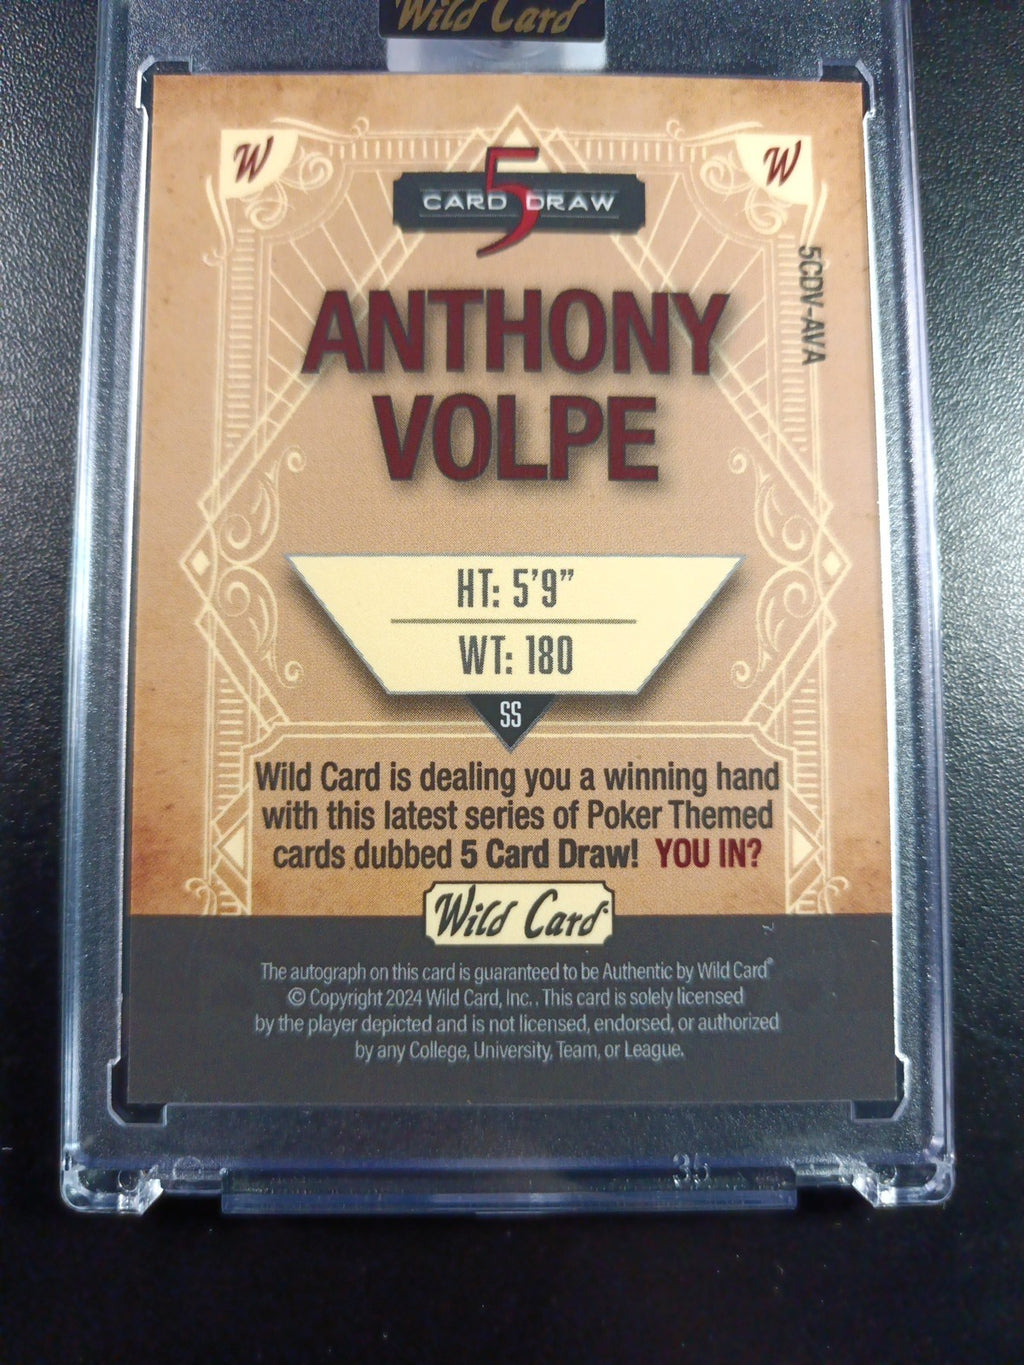 Wild Card
W
W
5
CARD DRAW
5CDV-AVA
ANTHONY
VOLPE
HT: 5'9"
WT: 180
SS
Wild Card is dealing you a winning hand
with this latest series of Poker Themed
cards dubbed 5 Card Draw! YOU IN?
Wild Card
The autograph on this card is guaranteed to be Authentic by Wild Card®
© Copyright 2024 Wild Card, Inc.. This card is solely licensed
by the player depicted and is not licensed, endorsed, or authorized
by any College, University, Team, or League.
35